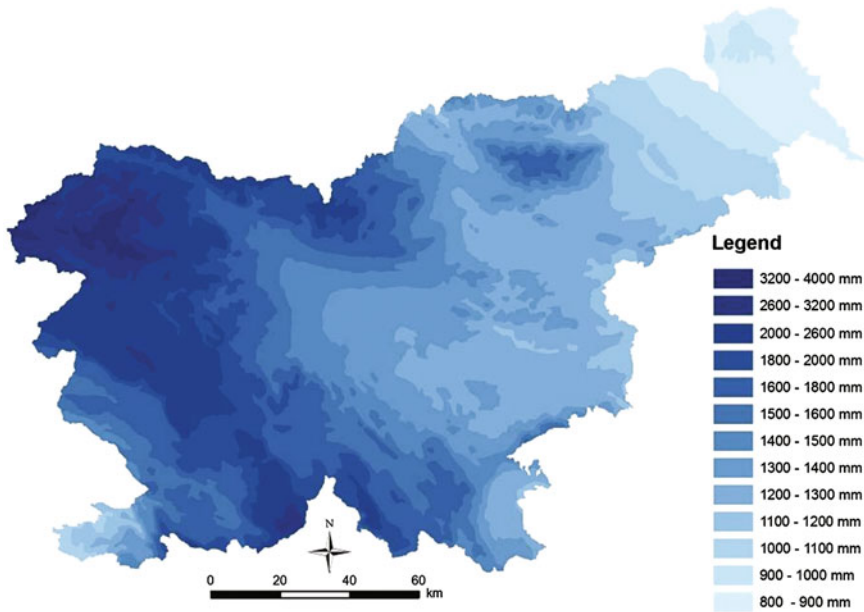 Legend
3200 - 4000 mm
2600 - 3200 mm
2000 - 2600 mm
1800 - 2000 mm
1600 - 1800 mm
1500 - 1600 mm
1400 - 1500 mm
1300 - 1400 mm
1200 - 1300 mm
1100 - 1200 mm
1000 - 1100 mm
900 - 1000 mm
800 - 900 mm
N
0 20 40 60
km